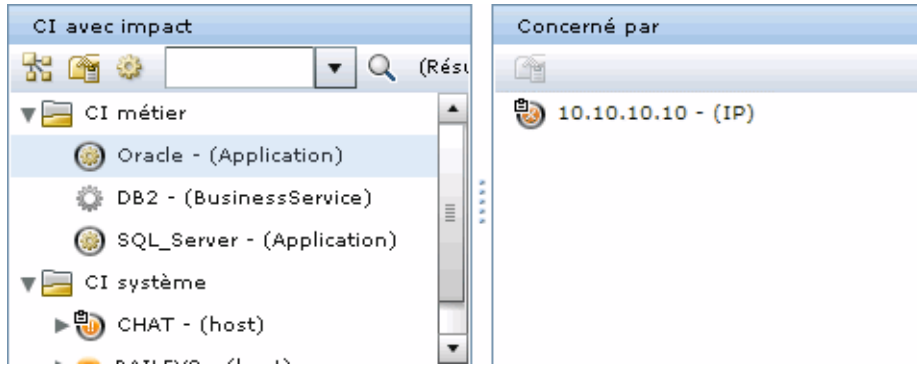 CI avec impact
(Résu
CI métier
Oracle - (Application)
DB2 - (BusinessService)
SQL_Server - (Application)
CI système
CHAT - (host)
Concerné par
10.10.10.10 - (IP)